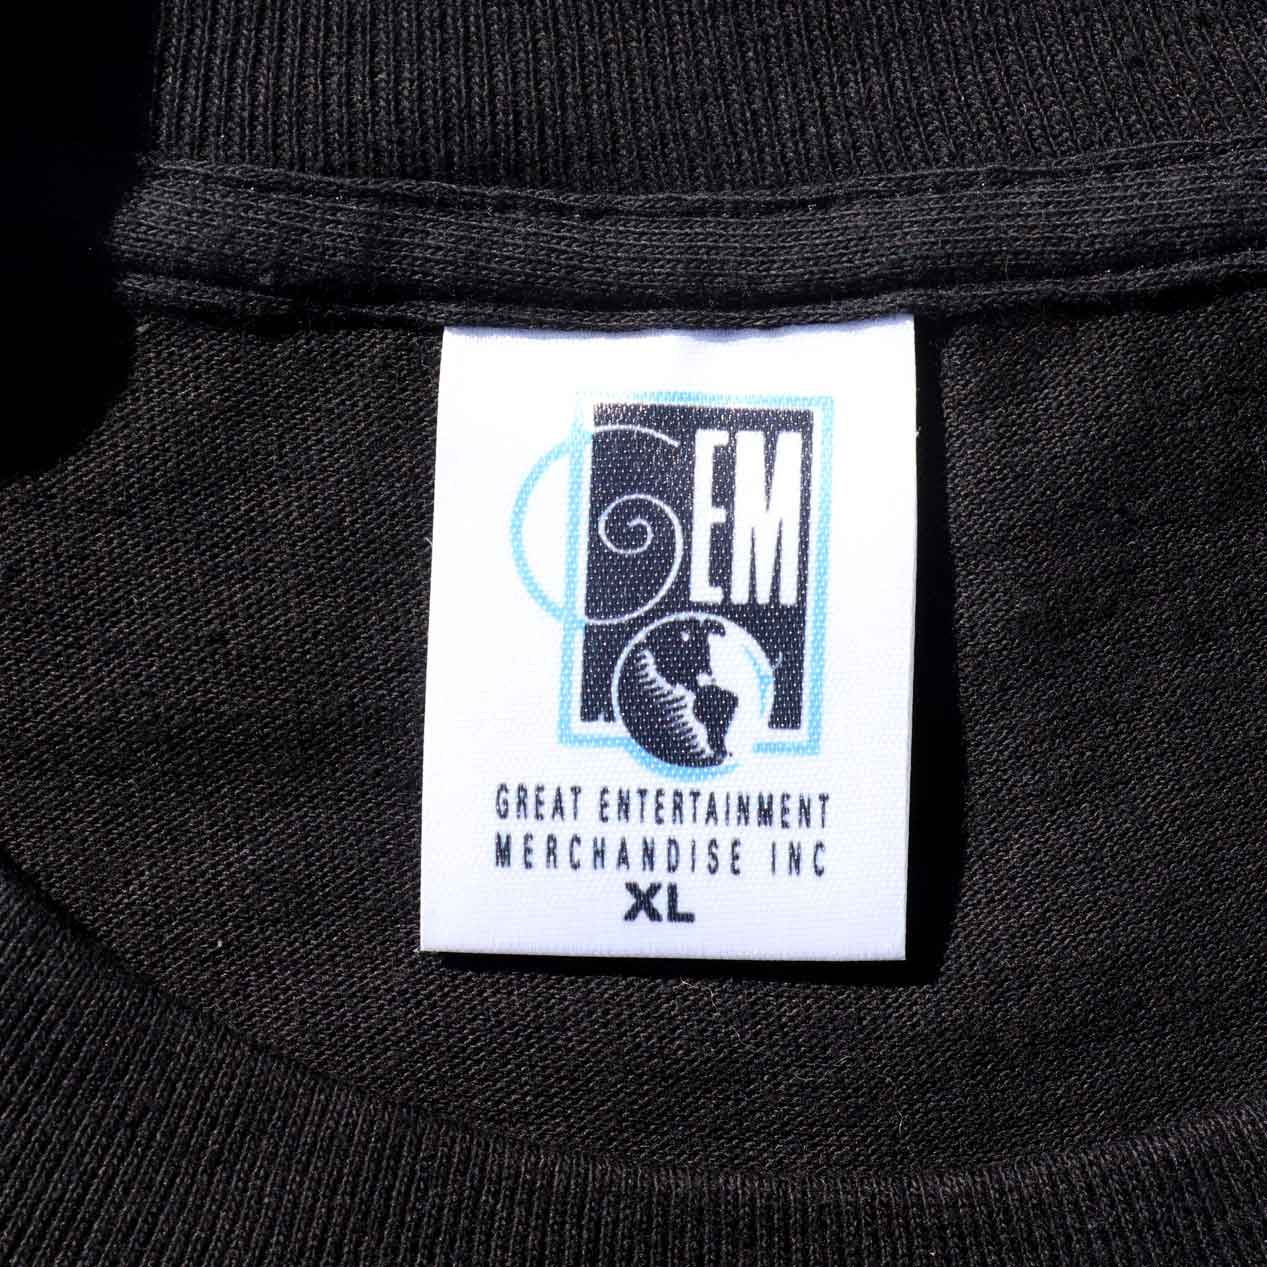 GEM
GREAT ENTERTAINMENT
MERCHANDISE INC
XL